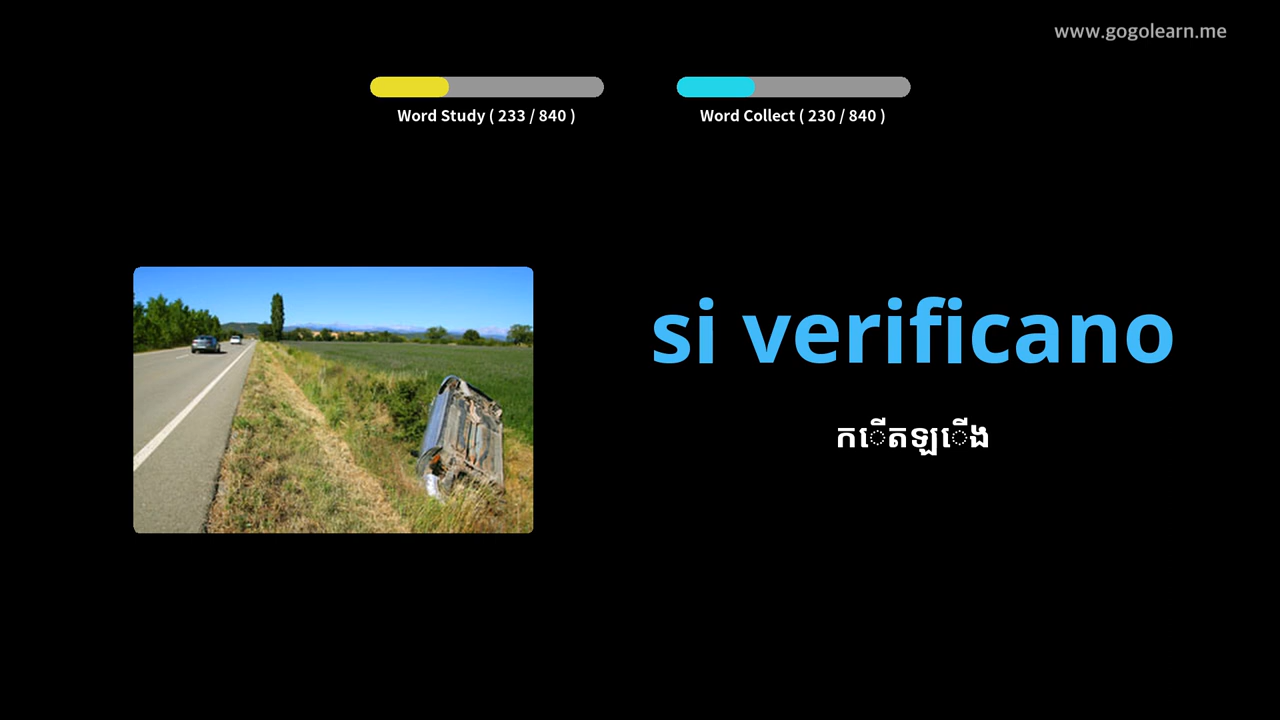 www.gogolearn.me
Word Study ( 233 / 840 )
Word Collect ( 230 / 840 )
si verificano
កើតឡើង